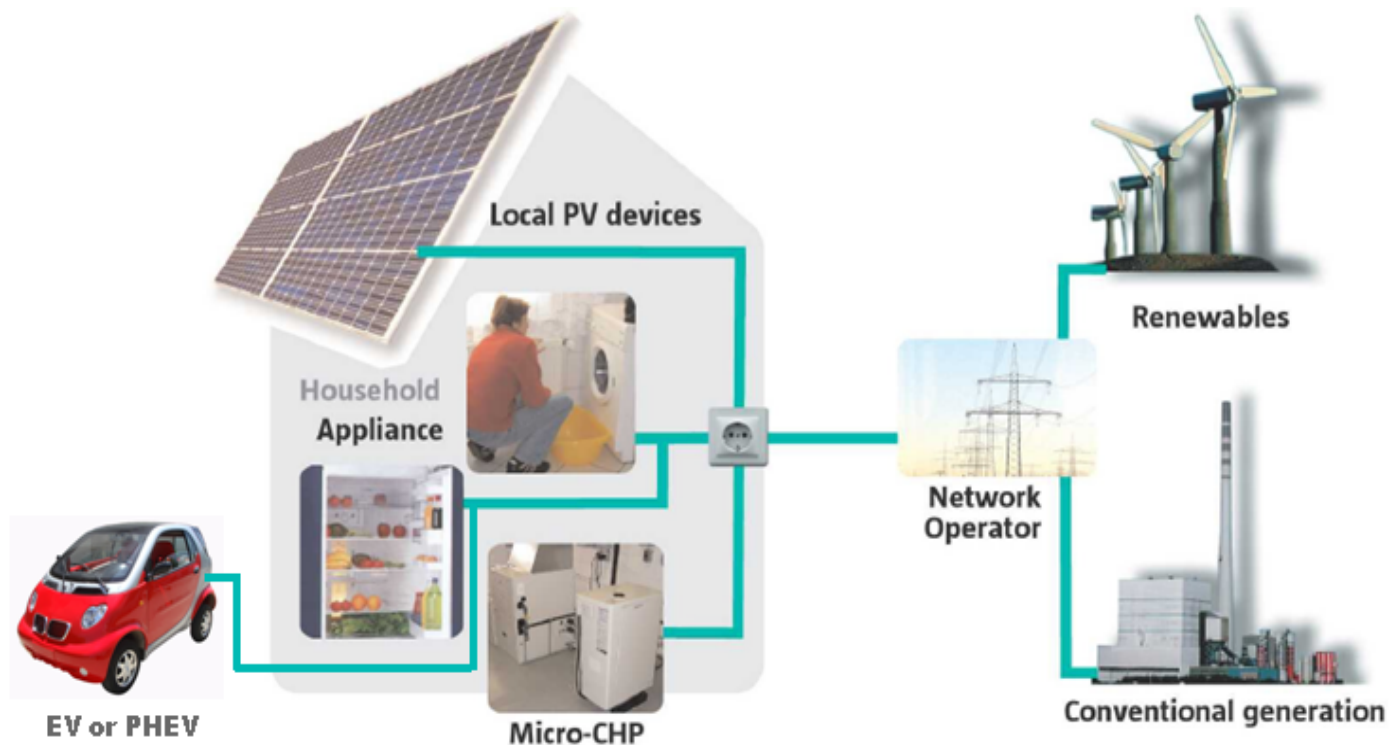 Local PV devices
Household
Appliance
Renewables
Network
Operator
EV or PHEV
Micro-CHP
Conventional generation